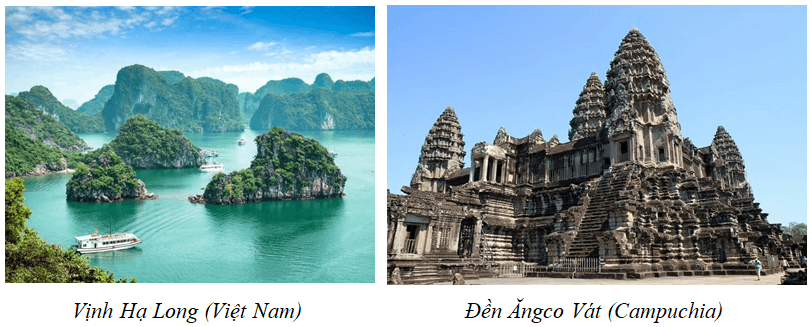 Vịnh Hạ Long (Việt Nam)
Đền Ăngco Vát (Campuchia)